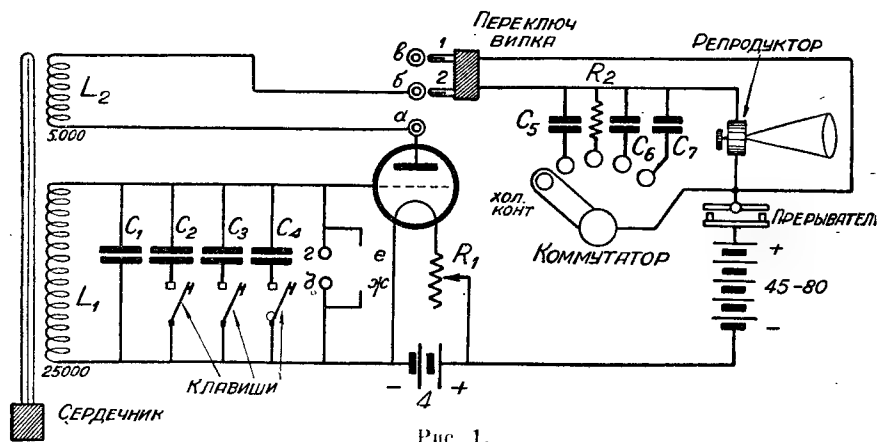 Переключ
вилка
Репродуктор
в 1
б 2
а
R2
L2
5.000
C5
C6
C7
хол.
конт
Коммутатор
Прерыватель
+
45-80
-
C1
C2
C3
C4
г
д
е
ж
R1
L1
25000
Клавиши
- 4 +
Сердечник
Рис. 1.